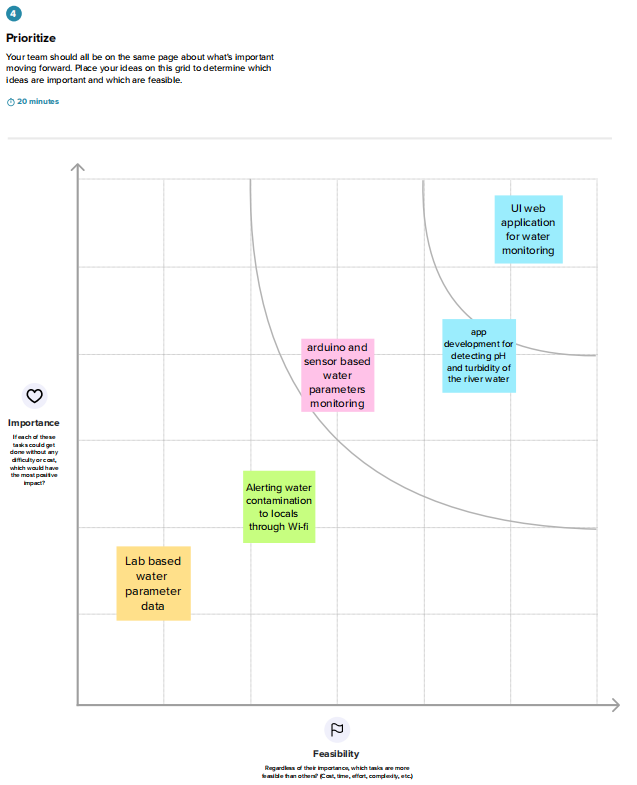 4
Prioritize
Your team should all be on the same page about what's important
moving forward. Place your ideas on this grid to determine which
ideas are important and which are feasible.
20 minutes
UI web
application
for water
monitoring
app
development for
detecting pH
and turbidity of
the river water
arduino and
sensor based
water
parameters
monitoring
Importance
If each of these
tasks could get
done without any
difficulty or cost,
which would have
the most positive
impact?
Alerting water
contamination
to locals
through Wi-fi
Lab based
water
parameter
data
Feasibility
Regardless of their importance, which tasks are more
feasible than others? (Cost, time, effort, complexity, etc.)